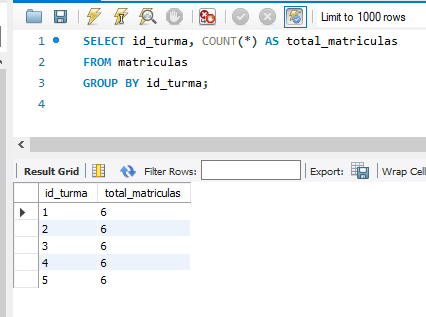 Limit to 1000 rows
1 SELECT id_turma, COUNT(*) AS total_matriculas
2 FROM matriculas
3 GROUP BY id_turma;
4
Result Grid Filter Rows: Export: Wrap Cell
id_turma total_matriculas
1 6
2 6
3 6
4 6
5 6